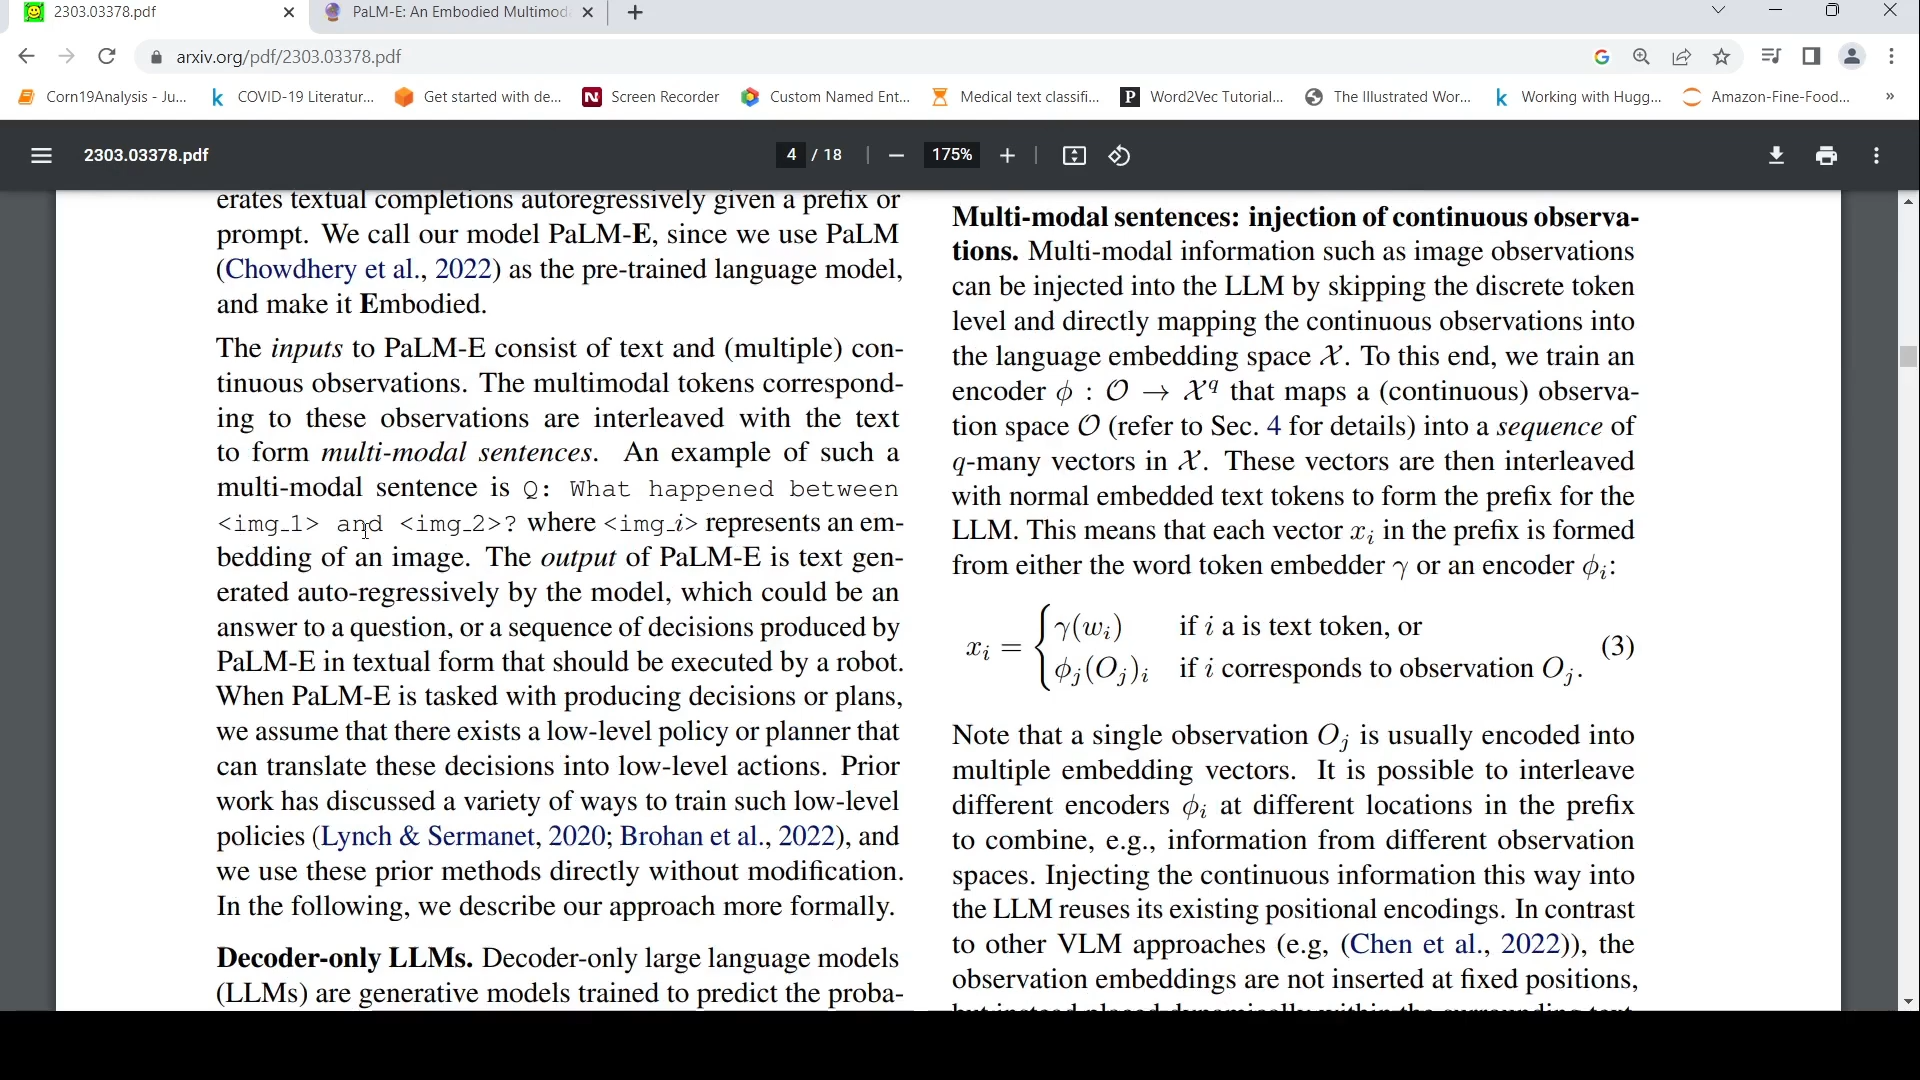 2303.03378.pdf
PaLM-E: An Embodied Multimod
arxiv.org/pdf/2303.03378.pdf
Corn19Analysis - Ju...
COVID-19 Literatur...
Get started with de...
Screen Recorder
Custom Named Ent...
Medical text classifi...
Word2Vec Tutorial...
The Illustrated Wor...
Working with Hugg...
Amazon-Fine-Food...
2303.03378.pdf
4 / 18
175%
erates textual completions autoregressively given a prefix or
prompt. We call our model PaLM-E, since we use PaLM
(Chowdhery et al., 2022) as the pre-trained language model,
and make it Embodied.
The inputs to PaLM-E consist of text and (multiple) con-
tinuous observations. The multimodal tokens correspond-
ing to these observations are interleaved with the text
to form multi-modal sentences. An example of such a
multi-modal sentence is Q: What happened between
<img_1> and <img_2>? where <img_i> represents an em-
bedding of an image. The output of PaLM-E is text gen-
erated auto-regressively by the model, which could be an
answer to a question, or a sequence of decisions produced by
PaLM-E in textual form that should be executed by a robot.
When PaLM-E is tasked with producing decisions or plans,
we assume that there exists a low-level policy or planner that
can translate these decisions into low-level actions. Prior
work has discussed a variety of ways to train such low-level
policies (Lynch & Sermanet, 2020; Brohan et al., 2022), and
we use these prior methods directly without modification.
In the following, we describe our approach more formally.
Decoder-only LLMs. Decoder-only large language models
(LLMs) are generative models trained to predict the proba-
Multi-modal sentences: injection of continuous observa-
tions. Multi-modal information such as image observations
can be injected into the LLM by skipping the discrete token
level and directly mapping the continuous observations into
the language embedding space 𝒳. To this end, we train an
encoder ϕ : 𝒪 → 𝒳^q that maps a (continuous) observa-
tion space 𝒪 (refer to Sec. 4 for details) into a sequence of
q-many vectors in 𝒳. These vectors are then interleaved
with normal embedded text tokens to form the prefix for the
LLM. This means that each vector x_i in the prefix is formed
from either the word token embedder γ or an encoder ϕ_i:
x_i = { γ(w_i) if i a is text token, or
ϕ_j(O_j)_i if i corresponds to observation O_j. (3)
Note that a single observation O_j is usually encoded into
multiple embedding vectors. It is possible to interleave
different encoders ϕ_i at different locations in the prefix
to combine, e.g., information from different observation
spaces. Injecting the continuous information this way into
the LLM reuses its existing positional encodings. In contrast
to other VLM approaches (e.g, (Chen et al., 2022)), the
observation embeddings are not inserted at fixed positions,
but instead placed dynamically within the surrounding text.